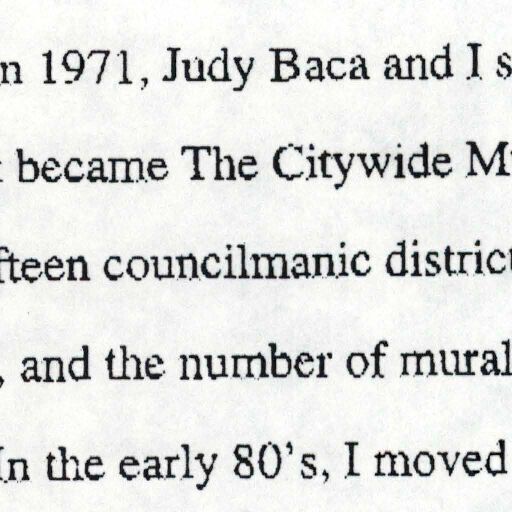 n 1971, Judy Baca and I s
became The Citywide M
fteen councilmanic district
, and the number of mural
In the early 80's, I moved